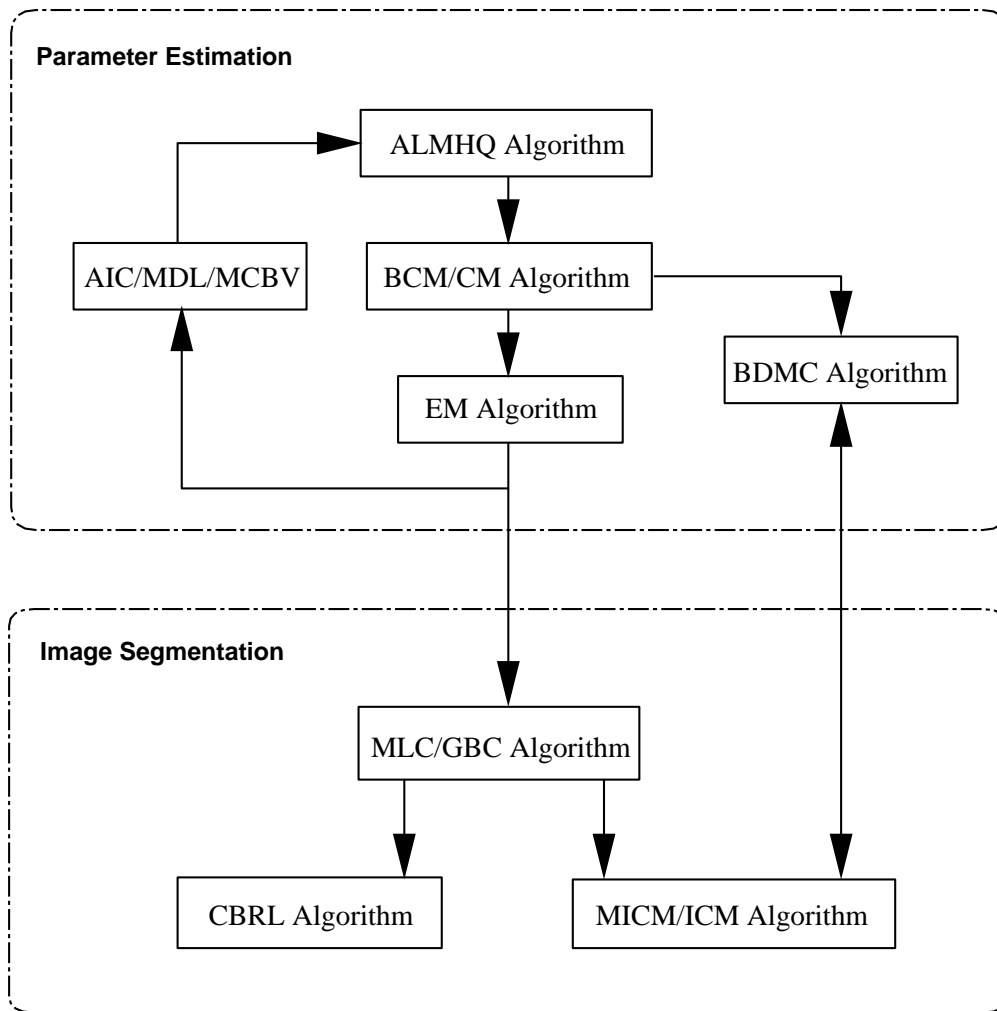 Parameter Estimation
ALMHQ Algorithm
AIC/MDL/MCBV
BCM/CM Algorithm
BDMC Algorithm
EM Algorithm
Image Segmentation
MLC/GBC Algorithm
CBRL Algorithm
MICM/ICM Algorithm